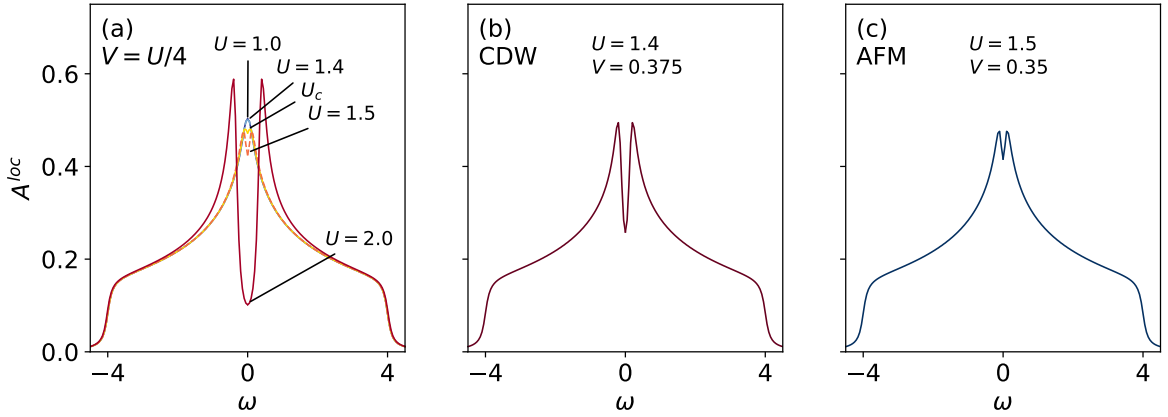 (a)
V = U/4
U = 1.0
U = 1.4
U_c
U = 1.5
U = 2.0
A^loc
0.6
0.4
0.2
0.0
−4
0
4
ω
(b)
CDW
U = 1.4
V = 0.375
−4
0
4
ω
(c)
AFM
U = 1.5
V = 0.35
−4
0
4
ω